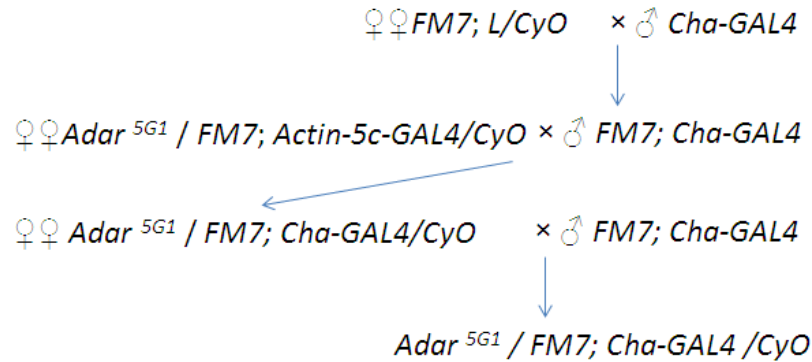 ♀♀FM7; L/CyO × ♂ Cha-GAL4
♀♀Adar 5G1 / FM7; Actin-5c-GAL4/CyO × ♂ FM7; Cha-GAL4
♀♀ Adar 5G1 / FM7; Cha-GAL4/CyO × ♂ FM7; Cha-GAL4
Adar 5G1 / FM7; Cha-GAL4 /CyO